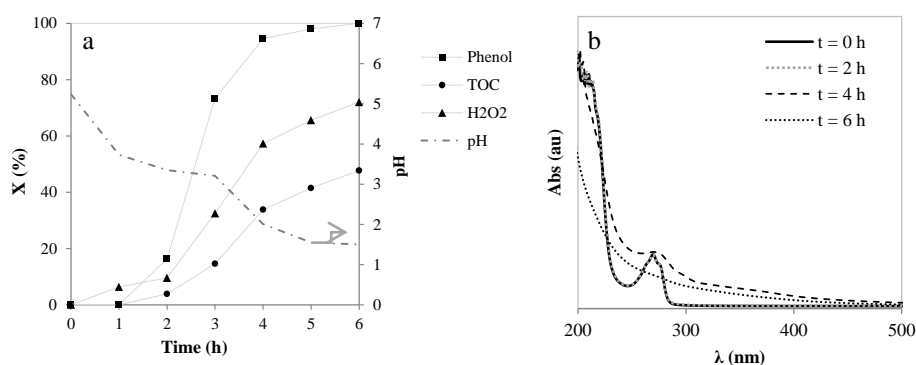 a
100
80
60
40
20
0
X (%)
0 1 2 3 4 5 6
Time (h)
7
6
5
4
3
2
1
0
pH
Phenol
TOC
H2O2
pH
b
Abs (au)
t = 0 h
t = 2 h
t = 4 h
t = 6 h
200 300 400 500
λ (nm)